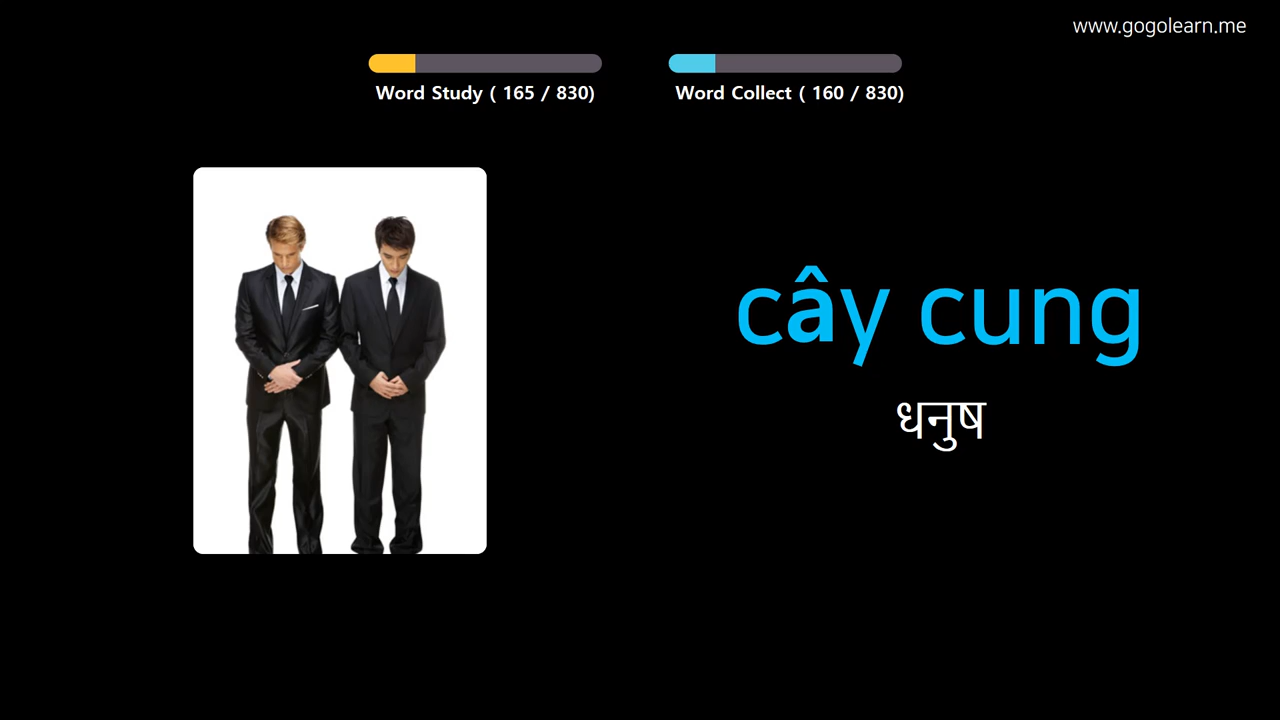 www.gogolearn.me
Word Study ( 165 / 830)
Word Collect ( 160 / 830)
cây cung
धनुष